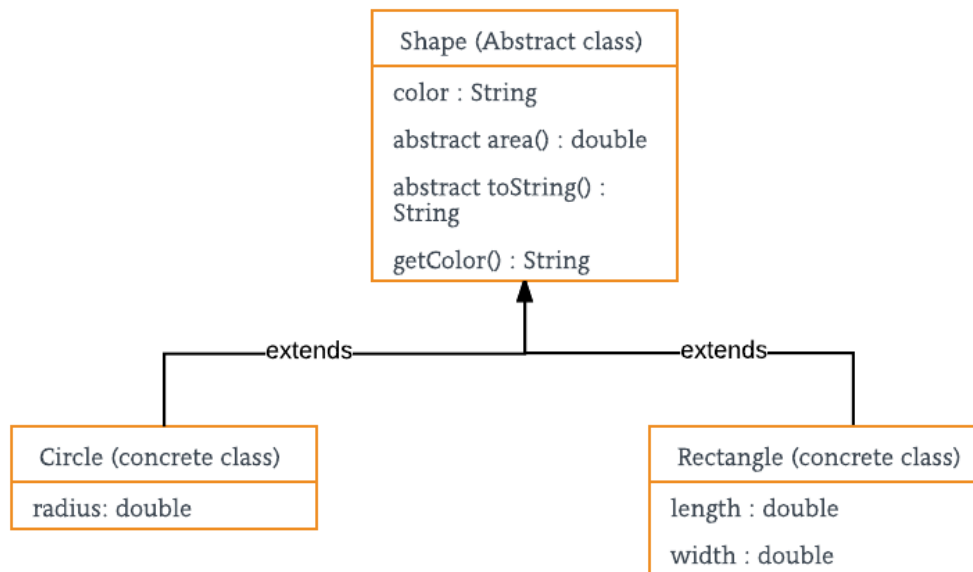 Shape (Abstract class)
color : String
abstract area() : double
abstract toString() :
String
getColor() : String
extends
extends
Circle (concrete class)
radius: double
Rectangle (concrete class)
length : double
width : double